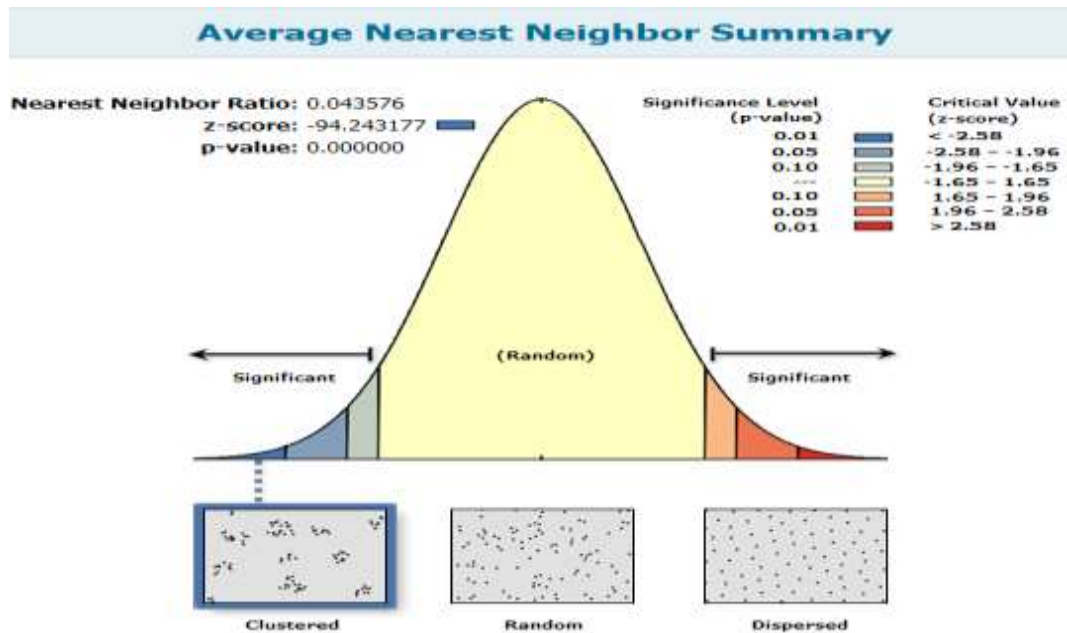 Average Nearest Neighbor Summary
Nearest Neighbor Ratio: 0.043576
z-score: -94.243177
p-value: 0.000000
Significance Level (p-value)
Critical Value (z-score)
0.01 < -2.58
0.05 -2.58 – -1.96
0.10 -1.96 – -1.65
--- -1.65 – 1.65
0.10 1.65 – 1.96
0.05 1.96 – 2.58
0.01 > 2.58
Significant
(Random)
Significant
Clustered
Random
Dispersed